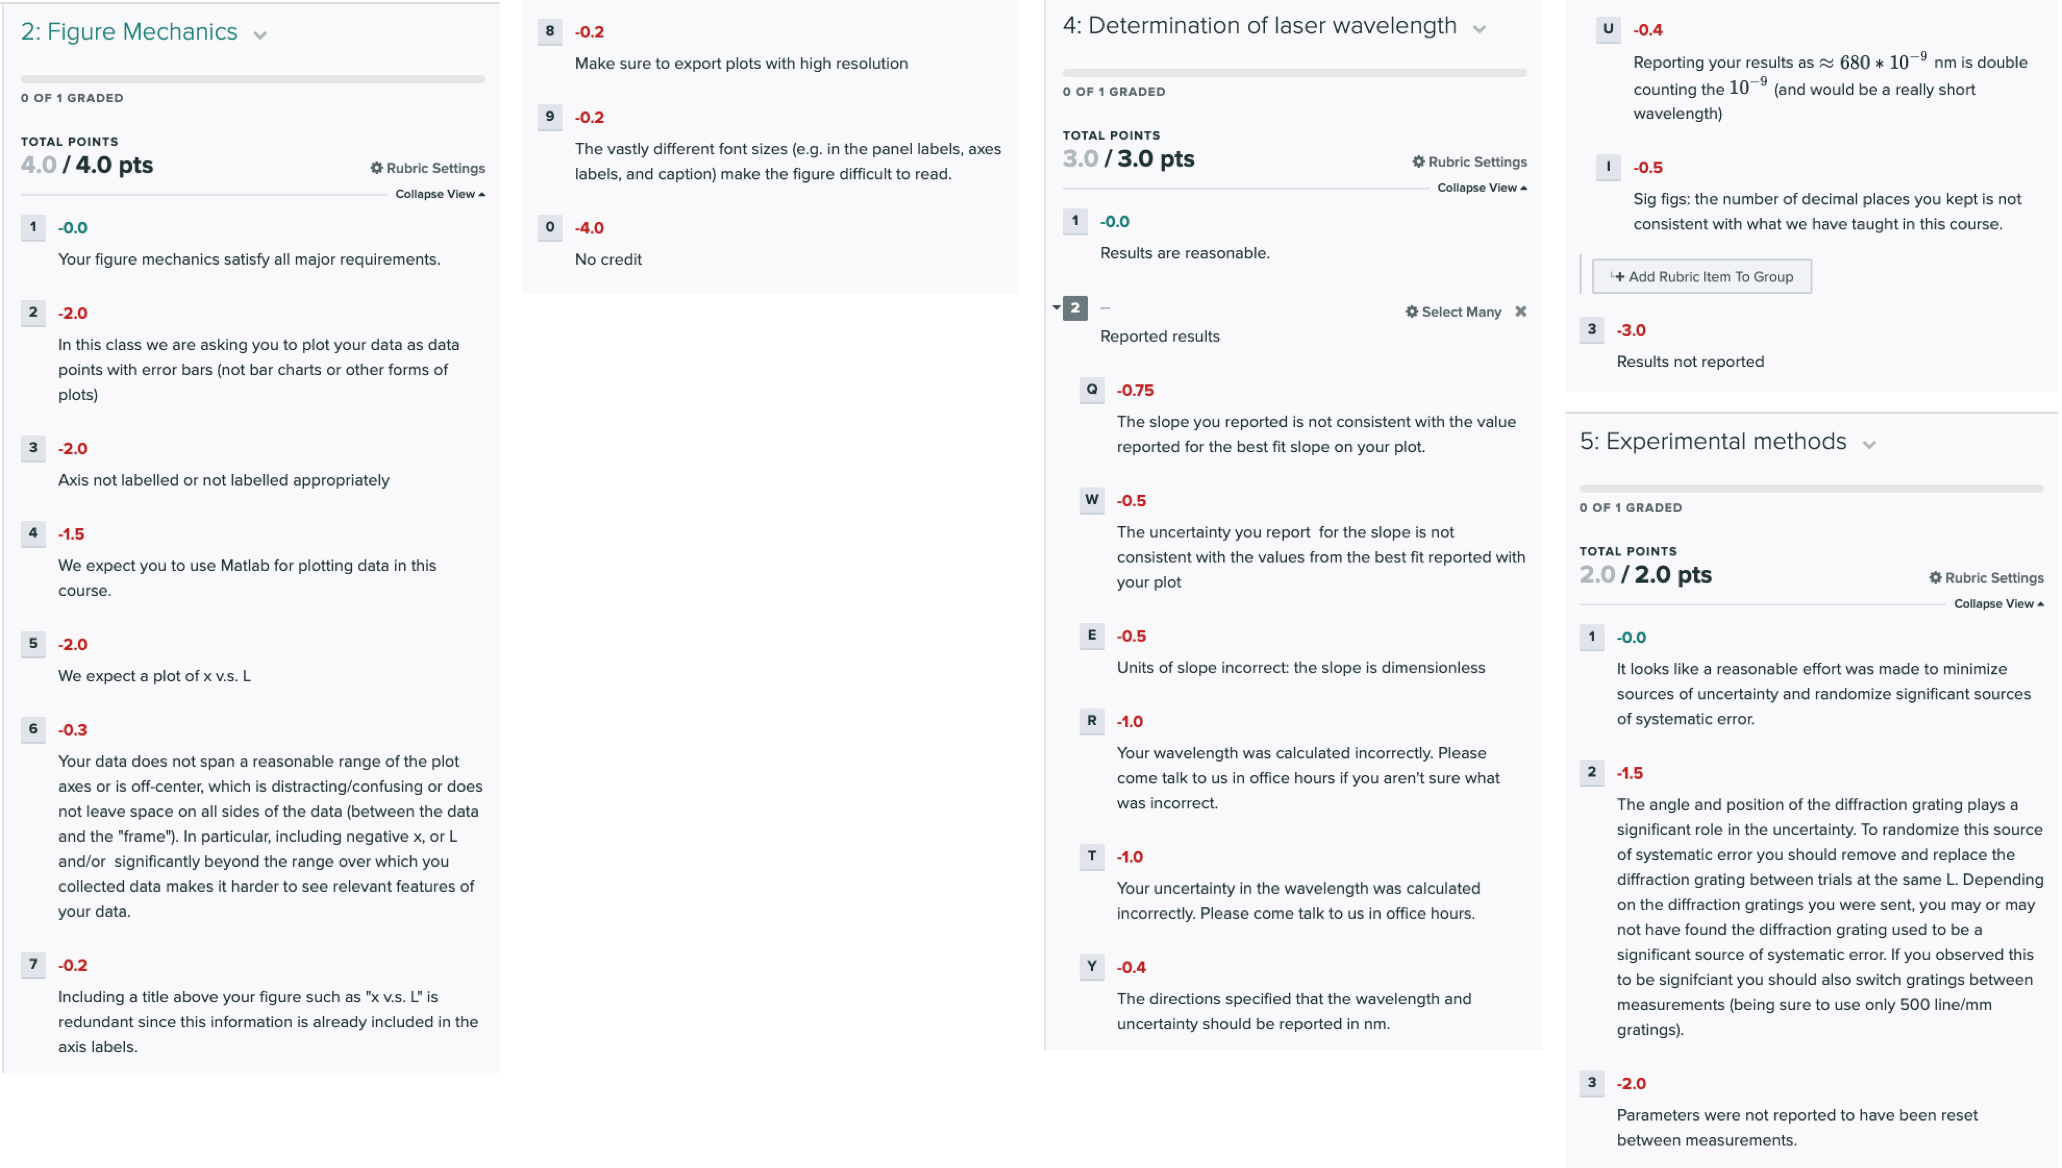 2: Figure Mechanics
0 OF 1 GRADED
TOTAL POINTS
4.0 / 4.0 pts
Rubric Settings
Collapse View
1 -0.0
Your figure mechanics satisfy all major requirements.
2 -2.0
In this class we are asking you to plot your data as data
points with error bars (not bar charts or other forms of
plots)
3 -2.0
Axis not labelled or not labelled appropriately
4 -1.5
We expect you to use Matlab for plotting data in this
course.
5 -2.0
We expect a plot of x v.s. L
6 -0.3
Your data does not span a reasonable range of the plot
axes or is off-center, which is distracting/confusing or does
not leave space on all sides of the data (between the data
and the "frame"). In particular, including negative x, or L
and/or significantly beyond the range over which you
collected data makes it harder to see relevant features of
your data.
7 -0.2
Including a title above your figure such as "x v.s. L" is
redundant since this information is already included in the
axis labels.
8 -0.2
Make sure to export plots with high resolution
9 -0.2
The vastly different font sizes (e.g. in the panel labels, axes
labels, and caption) make the figure difficult to read.
0 -4.0
No credit
4: Determination of laser wavelength
0 OF 1 GRADED
TOTAL POINTS
3.0 / 3.0 pts
Rubric Settings
Collapse View
1 -0.0
Results are reasonable.
2 -- Select Many
Reported results
Q -0.75
The slope you reported is not consistent with the value
reported for the best fit slope on your plot.
W -0.5
The uncertainty you report for the slope is not
consistent with the values from the best fit reported with
your plot
E -0.5
Units of slope incorrect: the slope is dimensionless
R -1.0
Your wavelength was calculated incorrectly. Please
come talk to us in office hours if you aren't sure what
was incorrect.
T -1.0
Your uncertainty in the wavelength was calculated
incorrectly. Please come talk to us in office hours.
Y -0.4
The directions specified that the wavelength and
uncertainty should be reported in nm.
U -0.4
Reporting your results as ≈ 680 * 10⁻⁹ nm is double
counting the 10⁻⁹ (and would be a really short
wavelength)
I -0.5
Sig figs: the number of decimal places you kept is not
consistent with what we have taught in this course.
Add Rubric Item To Group
3 -3.0
Results not reported
5: Experimental methods
0 OF 1 GRADED
TOTAL POINTS
2.0 / 2.0 pts
Rubric Settings
Collapse View
1 -0.0
It looks like a reasonable effort was made to minimize
sources of uncertainty and randomize significant sources
of systematic error.
2 -1.5
The angle and position of the diffraction grating plays a
significant role in the uncertainty. To randomize this source
of systematic error you should remove and replace the
diffraction grating between trials at the same L. Depending
on the diffraction gratings you were sent, you may or may
not have found the diffraction grating used to be a
significant source of systematic error. If you observed this
to be signifciant you should also switch gratings between
measurements (being sure to use only 500 line/mm
gratings).
3 -2.0
Parameters were not reported to have been reset
between measurements.